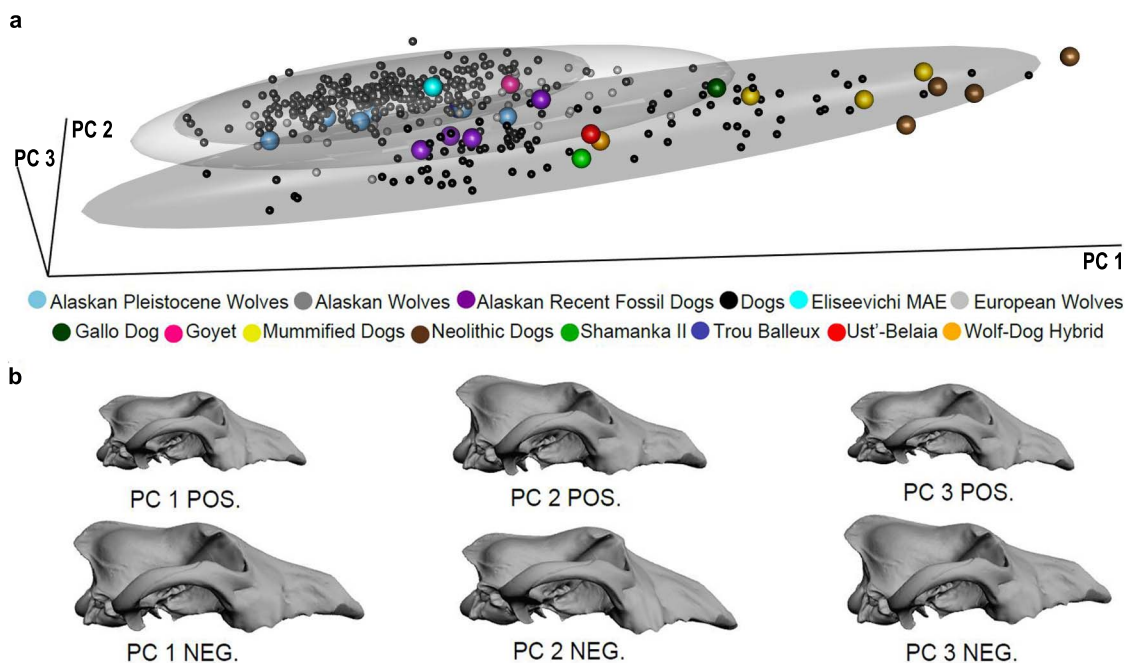 a
PC 2
PC 3
PC 1
Alaskan Pleistocene Wolves Alaskan Wolves Alaskan Recent Fossil Dogs Dogs Eliseevichi MAE European Wolves
Gallo Dog Goyet Mummified Dogs Neolithic Dogs Shamanka II Trou Balleux Ust'-Belaia Wolf-Dog Hybrid
b
PC 1 POS. PC 2 POS. PC 3 POS.
PC 1 NEG. PC 2 NEG. PC 3 NEG.